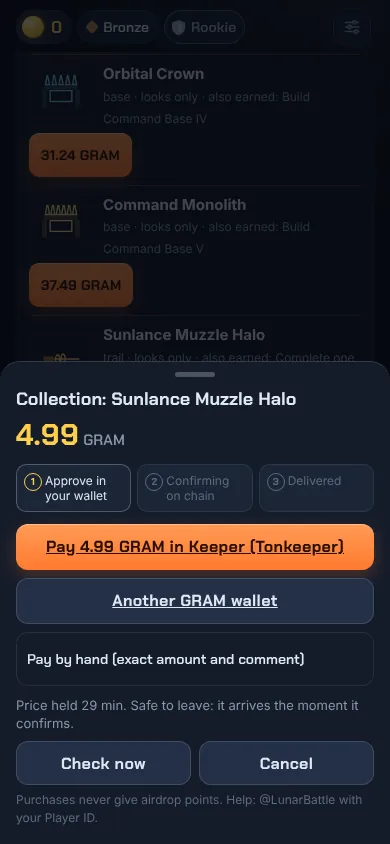 0 Bronze Rookie
Orbital Crown
base · looks only · also earned: Build
Command Base IV
31.24 GRAM
Command Monolith
base · looks only · also earned: Build
Command Base V
37.49 GRAM
Sunlance Muzzle Halo
trail · looks only · also earned: Complete one
Collection: Sunlance Muzzle Halo
4.99 GRAM
1 Approve in
your wallet
2 Confirming
on chain
3 Delivered
Pay 4.99 GRAM in Keeper (Tonkeeper)
Another GRAM wallet
Pay by hand (exact amount and comment)
Price held 29 min. Safe to leave: it arrives the moment it
confirms.
Check now
Cancel
Purchases never give airdrop points. Help: @LunarBattle with
your Player ID.